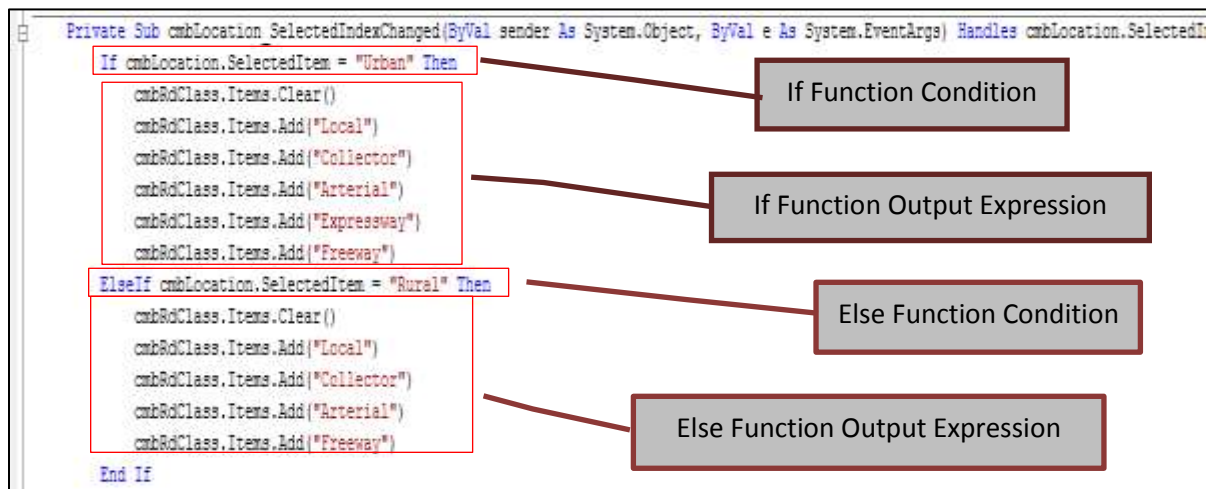 Private Sub cmbLocation_SelectedIndexChanged(ByVal sender As System.Object, ByVal e As System.EventArgs) Handles cmbLocation.SelectedI
If cmbLocation.SelectedItem = "Urban" Then
If Function Condition
cmbRdClass.Items.Clear()
cmbRdClass.Items.Add("Local")
cmbRdClass.Items.Add("Collector")
cmbRdClass.Items.Add("Arterial")
If Function Output Expression
cmbRdClass.Items.Add("Expressway")
cmbRdClass.Items.Add("Freeway")
ElseIf cmbLocation.SelectedItem = "Rural" Then
Else Function Condition
cmbRdClass.Items.Clear()
cmbRdClass.Items.Add("Local")
cmbRdClass.Items.Add("Collector")
cmbRdClass.Items.Add("Arterial")
Else Function Output Expression
cmbRdClass.Items.Add("Freeway")
End If